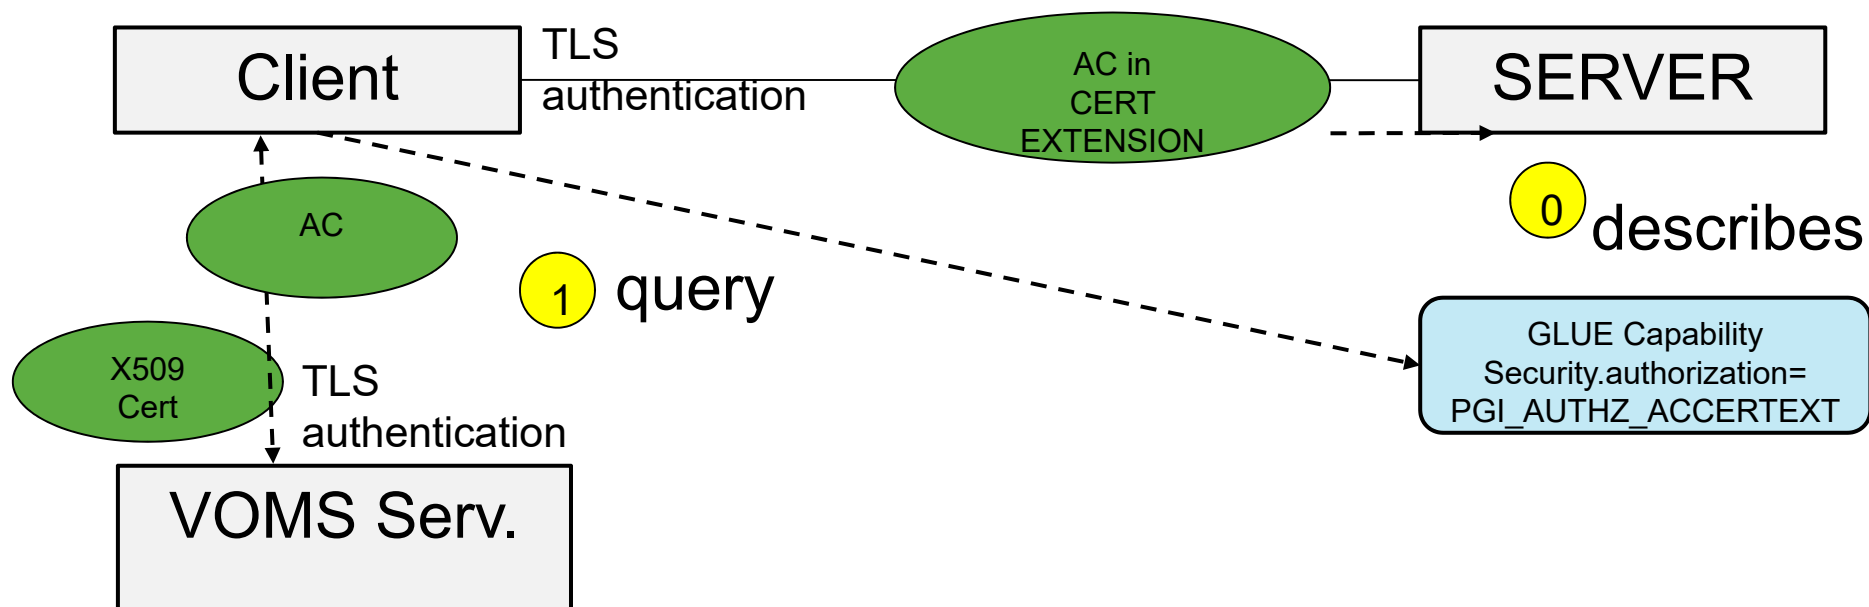 Client
TLS
authentication
AC in
CERT
EXTENSION
SERVER
AC
0
describes
1
query
X509
Cert
TLS
authentication
GLUE Capability
Security.authorization=
PGI_AUTHZ_ACCERTEXT
VOMS Serv.